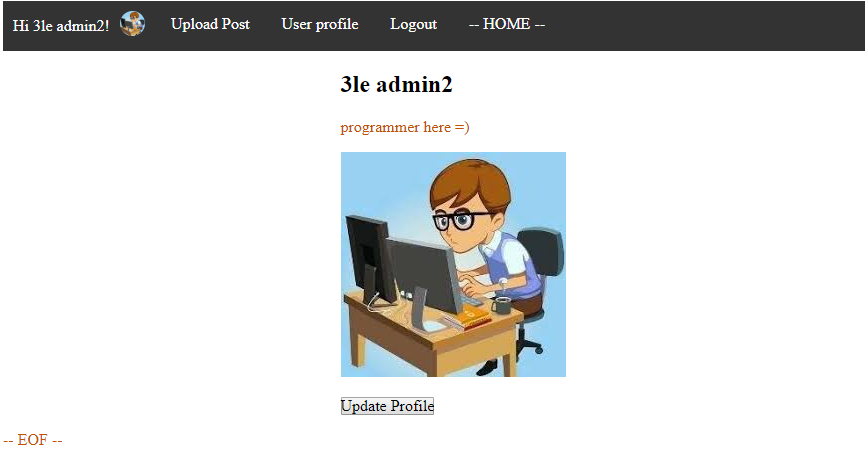 Hi 3le admin2! Upload Post User profile Logout -- HOME --
3le admin2
programmer here =)
Update Profile
-- EOF --